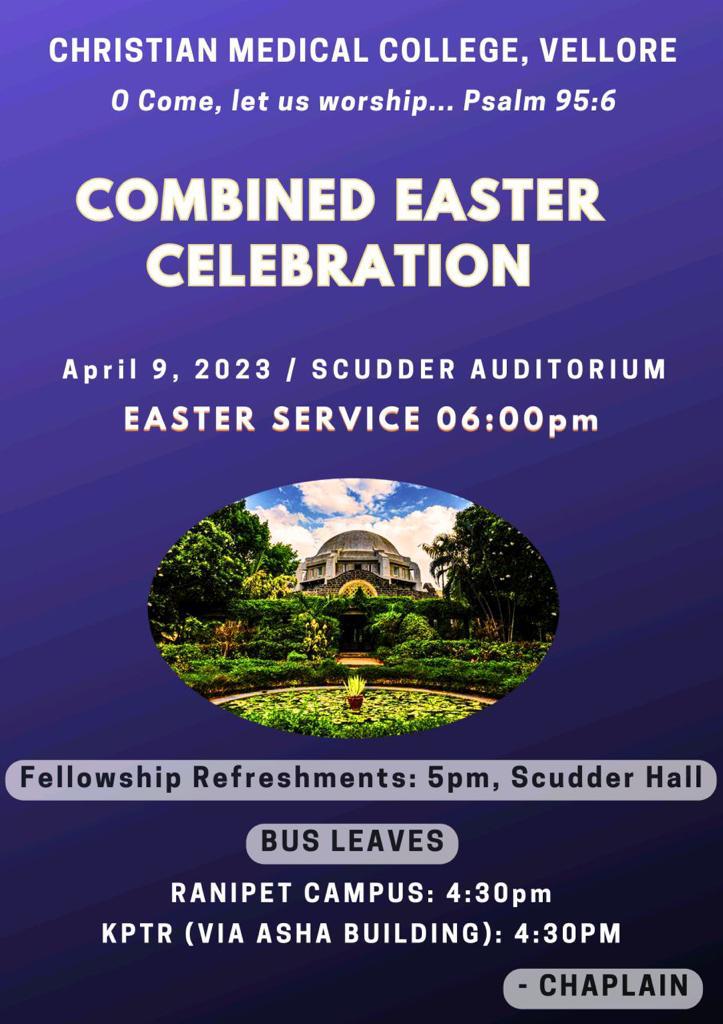 CHRISTIAN MEDICAL COLLEGE, VELLORE
O Come, let us worship... Psalm 95:6
COMBINED EASTER
CELEBRATION
April 9, 2023 / SCUDDER AUDITORIUM
EASTER SERVICE 06:00pm
Fellowship Refreshments: 5pm, Scudder Hall
BUS LEAVES
RANIPET CAMPUS: 4:30pm
KPTR (VIA ASHA BUILDING): 4:30PM
- CHAPLAIN